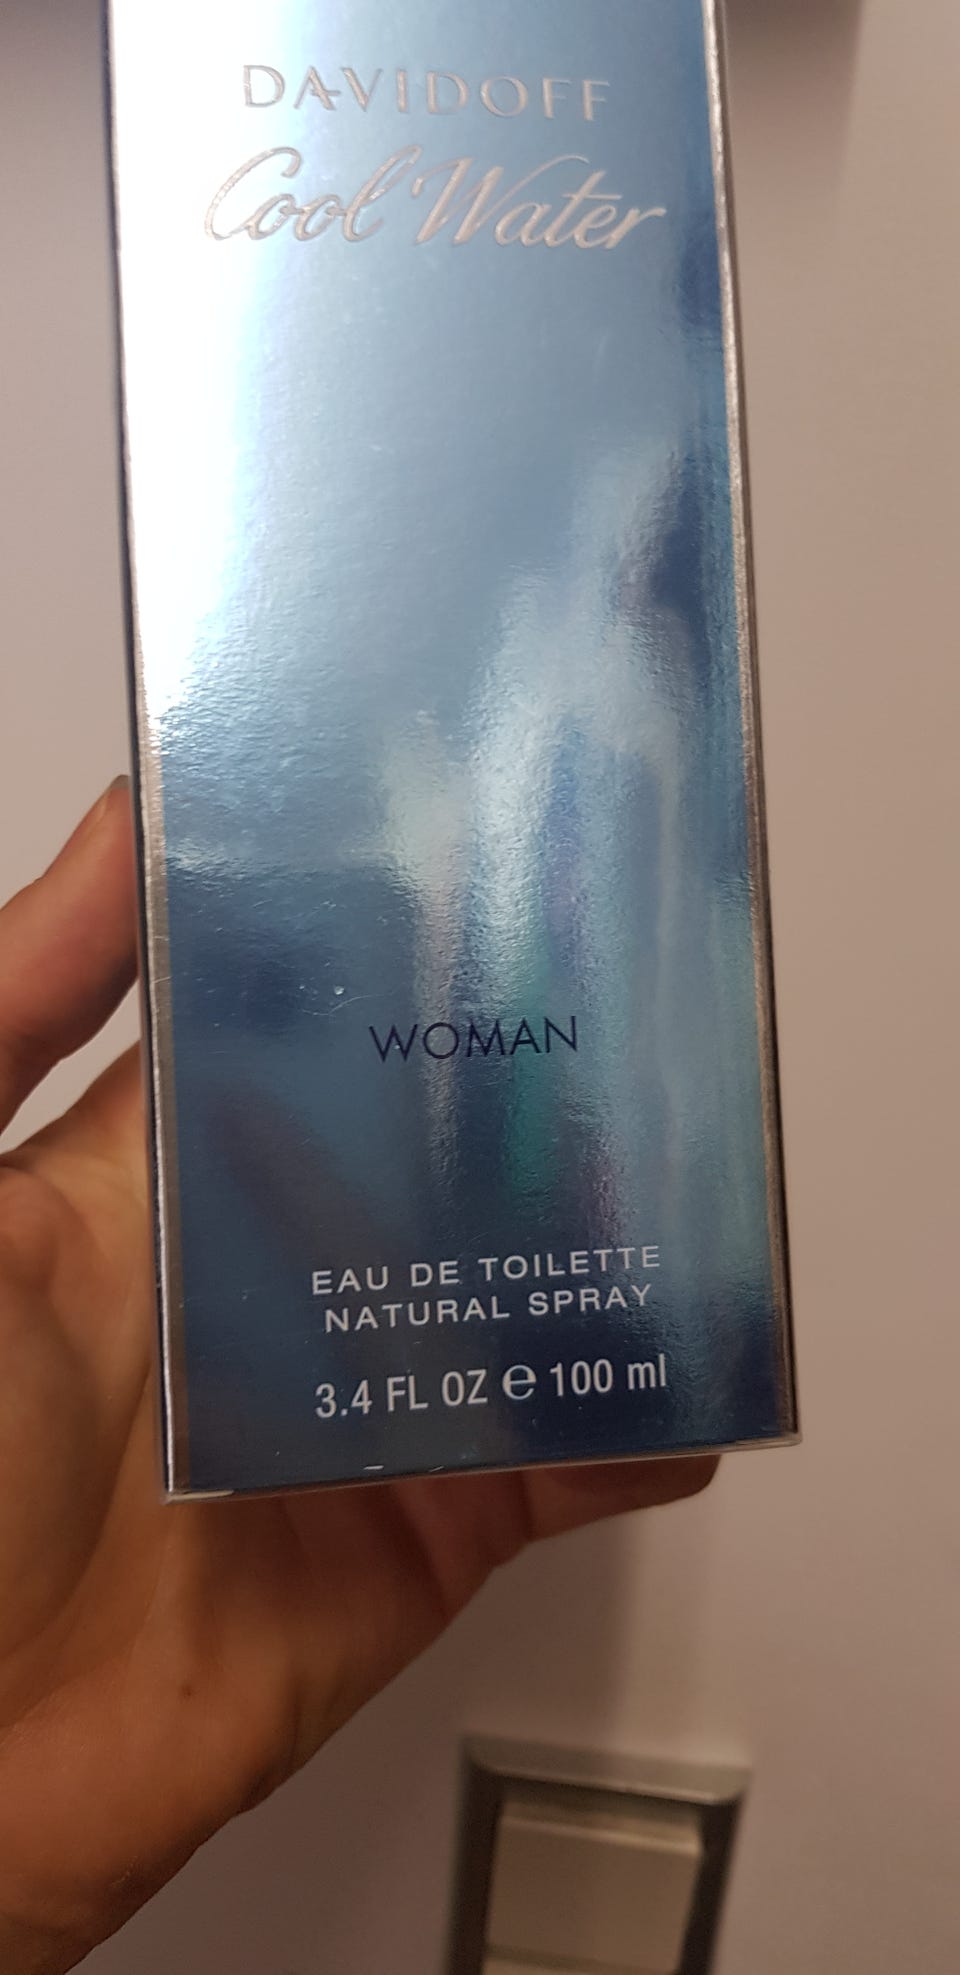 DAVIDOFF
Cool Water
WOMAN
EAU DE TOILETTE
NATURAL SPRAY
3.4 FL OZ ℮ 100 ml